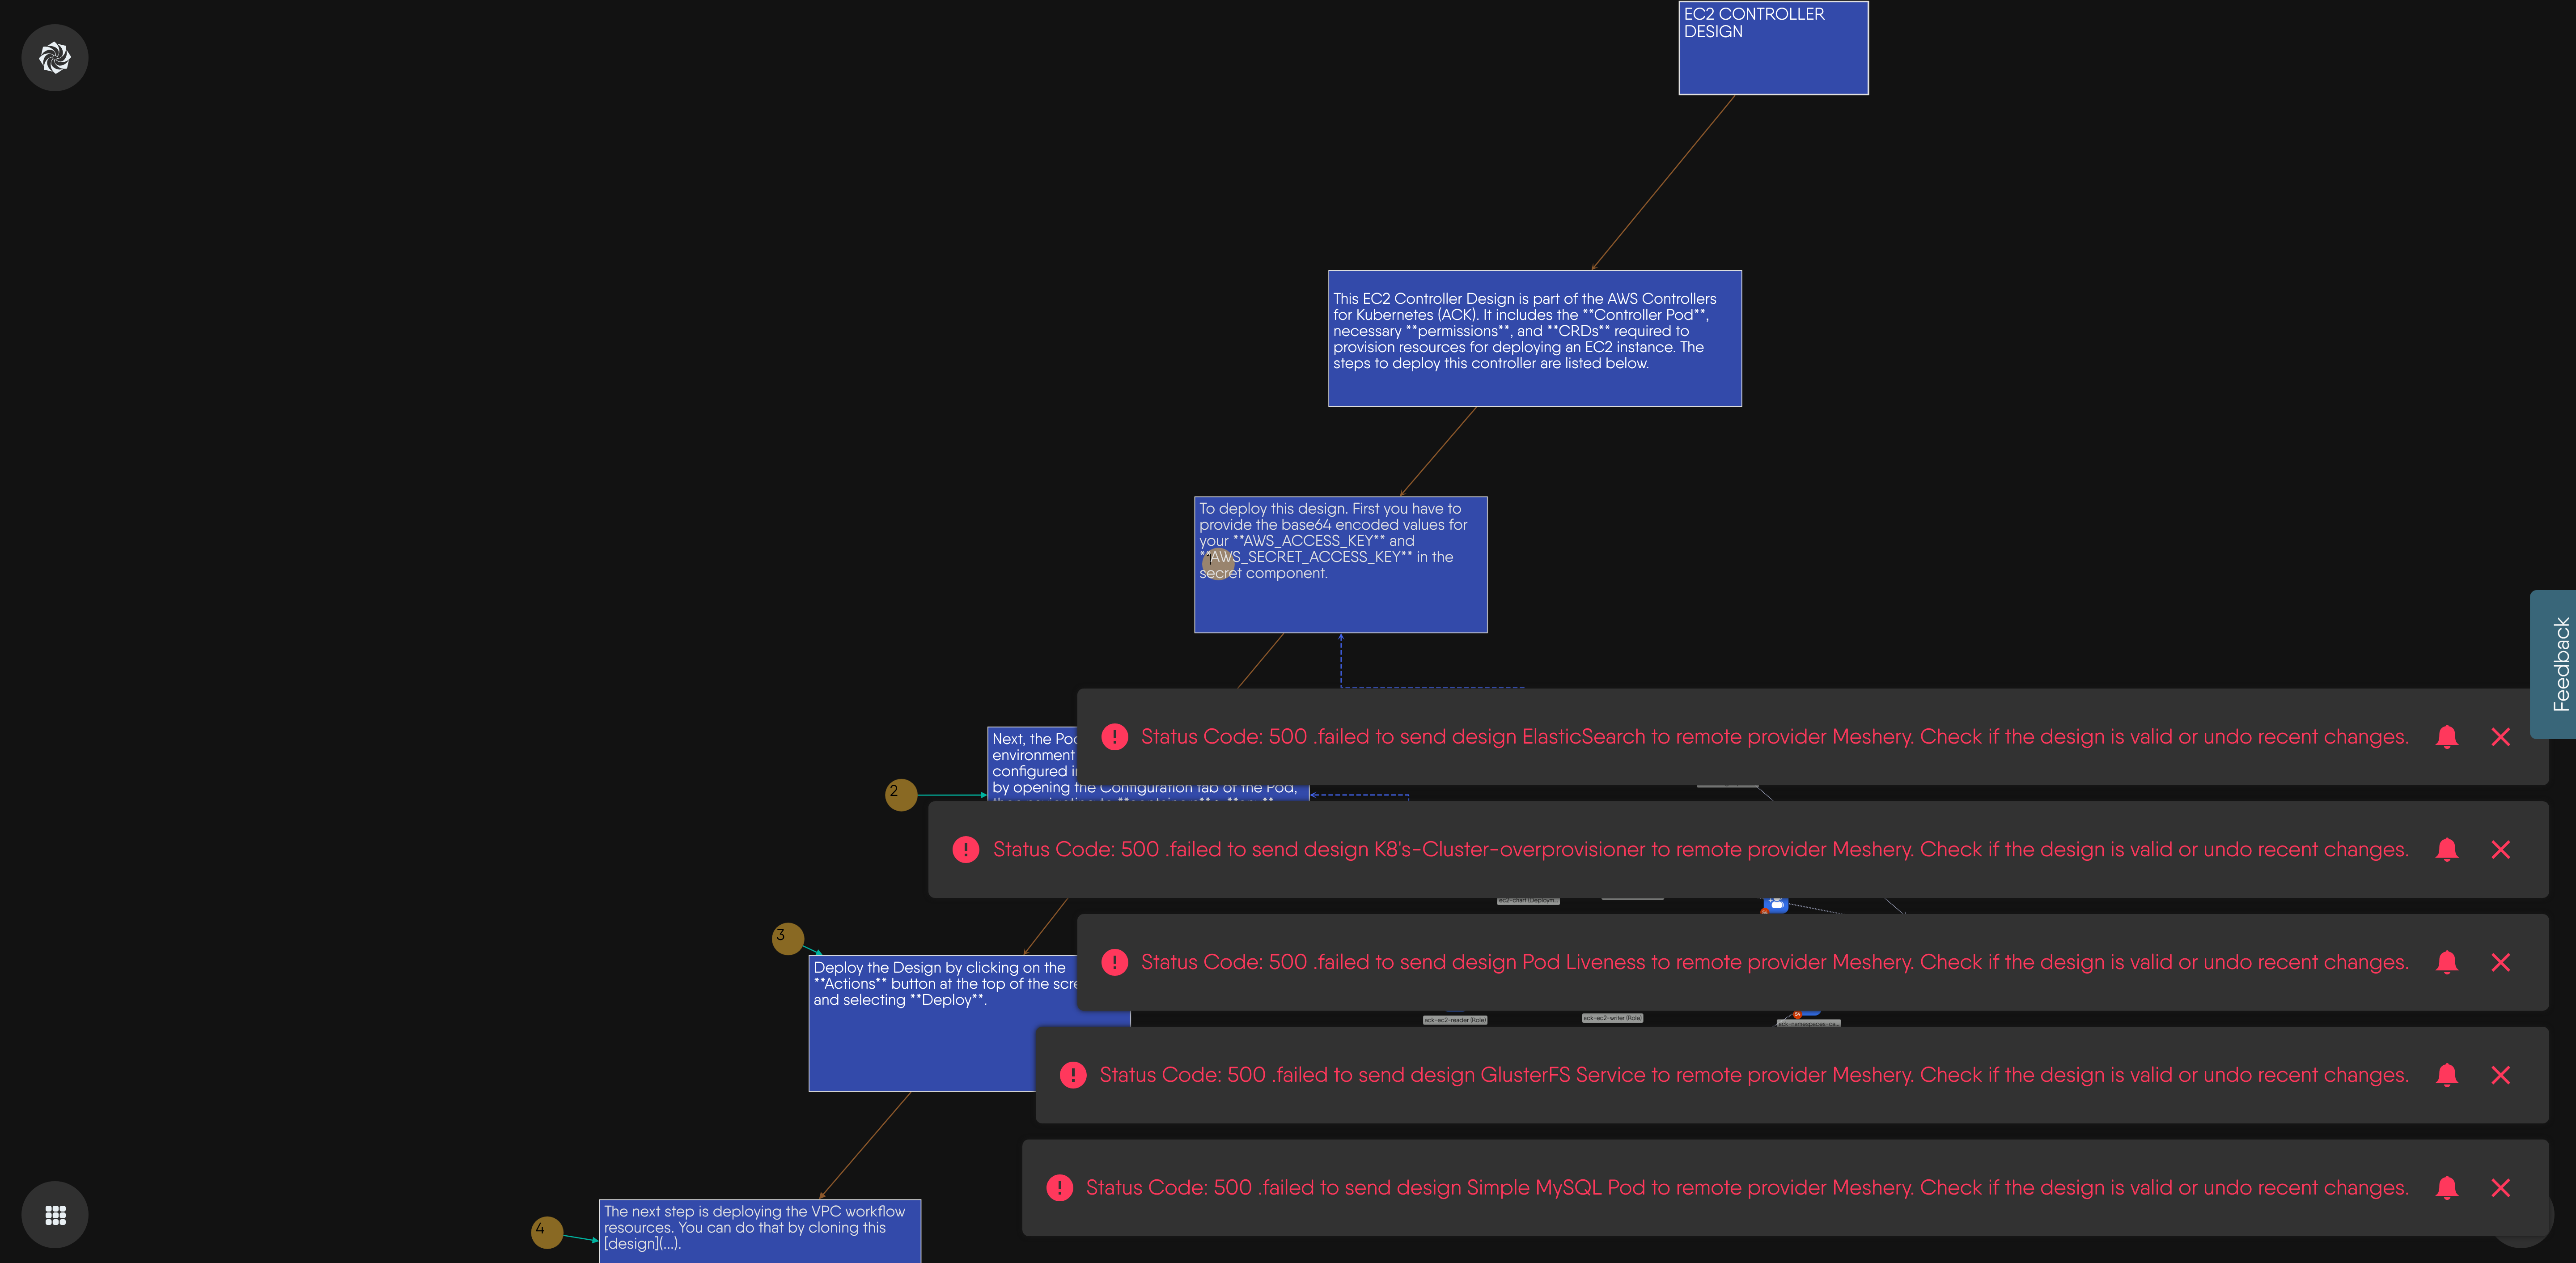 EC2 CONTROLLER
DESIGN
This EC2 Controller Design is part of the AWS Controllers
for Kubernetes (ACK). It includes the **Controller Pod**,
necessary **permissions**, and **CRDs** required to
provision resources for deploying an EC2 instance. The
steps to deploy this controller are listed below.
To deploy this design. First you have to
provide the base64 encoded values for
your **AWS_ACCESS_KEY** and
**AWS_SECRET_ACCESS_KEY** in the
secret component.
1
Feedback
Next, the
environment
configured
by opening the Configuration tab of the Pod,
2
Status Code: 500 .failed to send design ElasticSearch to remote provider Meshery. Check if the design is valid or undo recent changes.
Status Code: 500 .failed to send design K8's-Cluster-overprovisioner to remote provider Meshery. Check if the design is valid or undo recent changes.
3
Deploy the Design by clicking on the
**Actions** button at the top of the
and selecting **Deploy**.
Status Code: 500 .failed to send design Pod Liveness to remote provider Meshery. Check if the design is valid or undo recent changes.
ack-ec2-reader (Role)
ack-ec2-writer (Role)
Status Code: 500 .failed to send design GlusterFS Service to remote provider Meshery. Check if the design is valid or undo recent changes.
Status Code: 500 .failed to send design Simple MySQL Pod to remote provider Meshery. Check if the design is valid or undo recent changes.
4
The next step is deploying the VPC workflow
resources. You can do that by cloning this
[design](...).